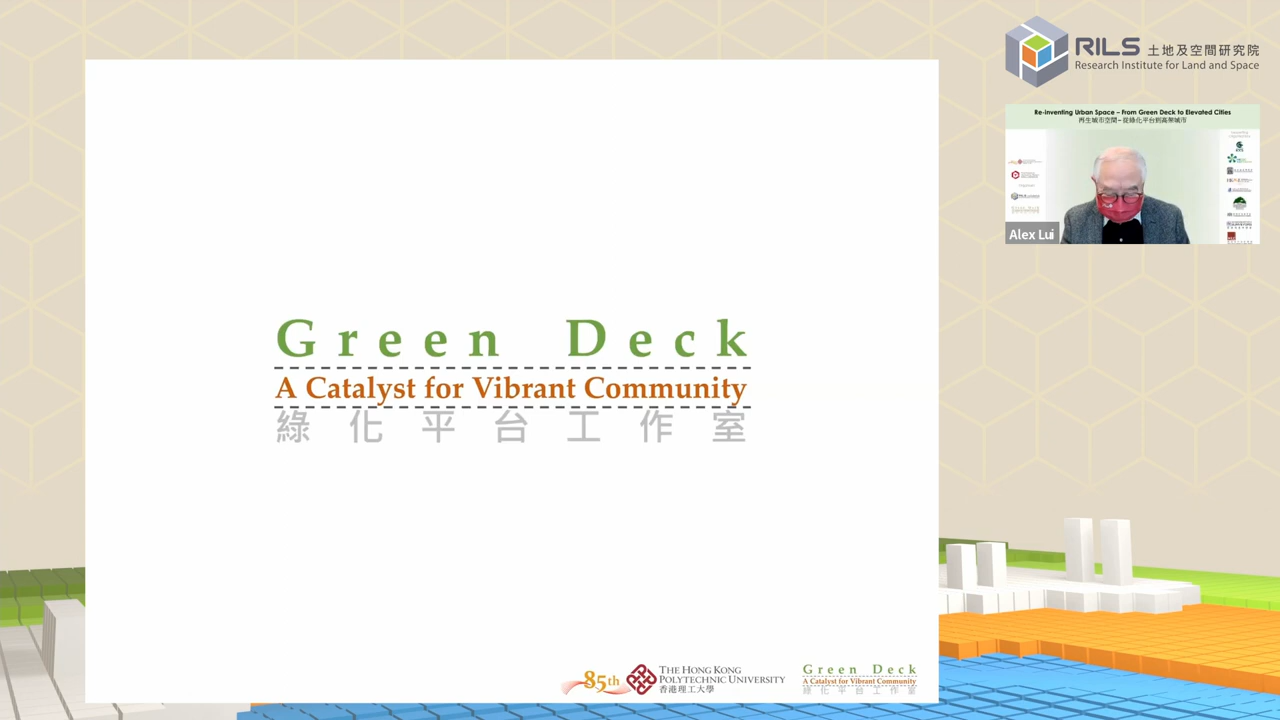 RILS 土地及空間研究院
Research Institute for Land and Space
Re-inventing Urban Space – From Green Deck to Elevated Cities
再生城市空間 – 從綠化平台到高架城市
Alex Lui
Green Deck
A Catalyst for Vibrant Community
綠化平台工作室
85th
THE HONG KONG
POLYTECHNIC UNIVERSITY
香港理工大學
Green Deck
A Catalyst for Vibrant Community
綠化平台工作室